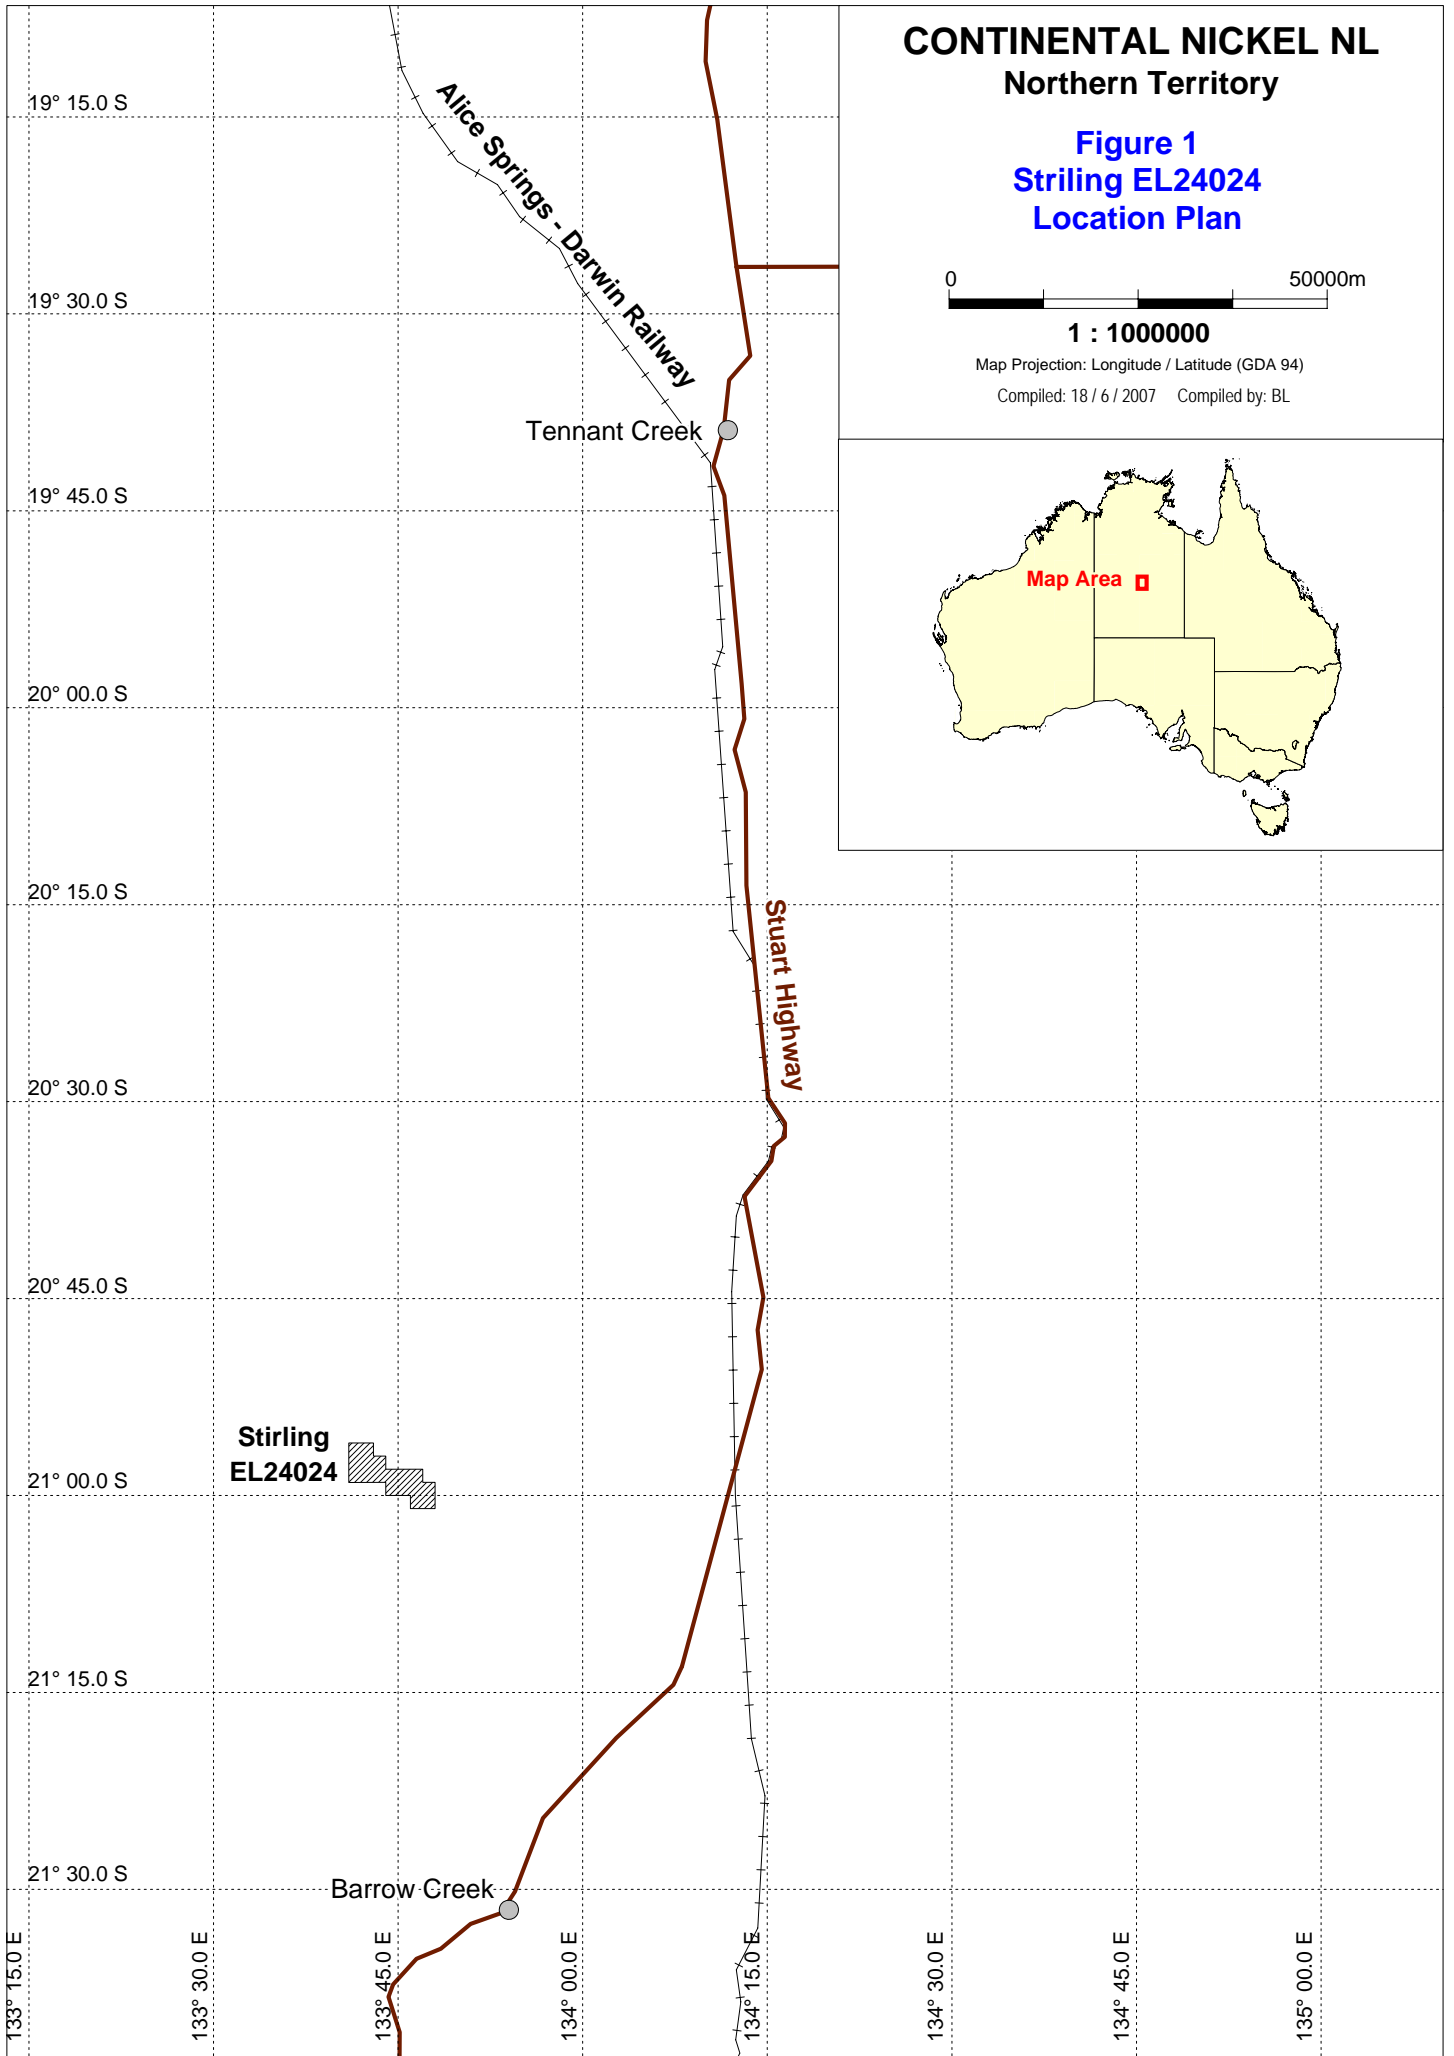 CONTINENTAL NICKEL NL
Northern Territory
Figure 1
Striling EL24024
Location Plan
0 50000m
1 : 1000000
Map Projection: Longitude / Latitude (GDA 94)
Compiled: 18 / 6 / 2007 Compiled by: BL
Map Area
Alice Springs - Darwin Railway
Tennant Creek
Stuart Highway
Stirling
EL24024
Barrow Creek
19° 15.0 S
19° 30.0 S
19° 45.0 S
20° 00.0 S
20° 15.0 S
20° 30.0 S
20° 45.0 S
21° 00.0 S
21° 15.0 S
21° 30.0 S
133° 15.0 E
133° 30.0 E
133° 45.0 E
134° 00.0 E
134° 15.0 E
134° 30.0 E
134° 45.0 E
135° 00.0 E